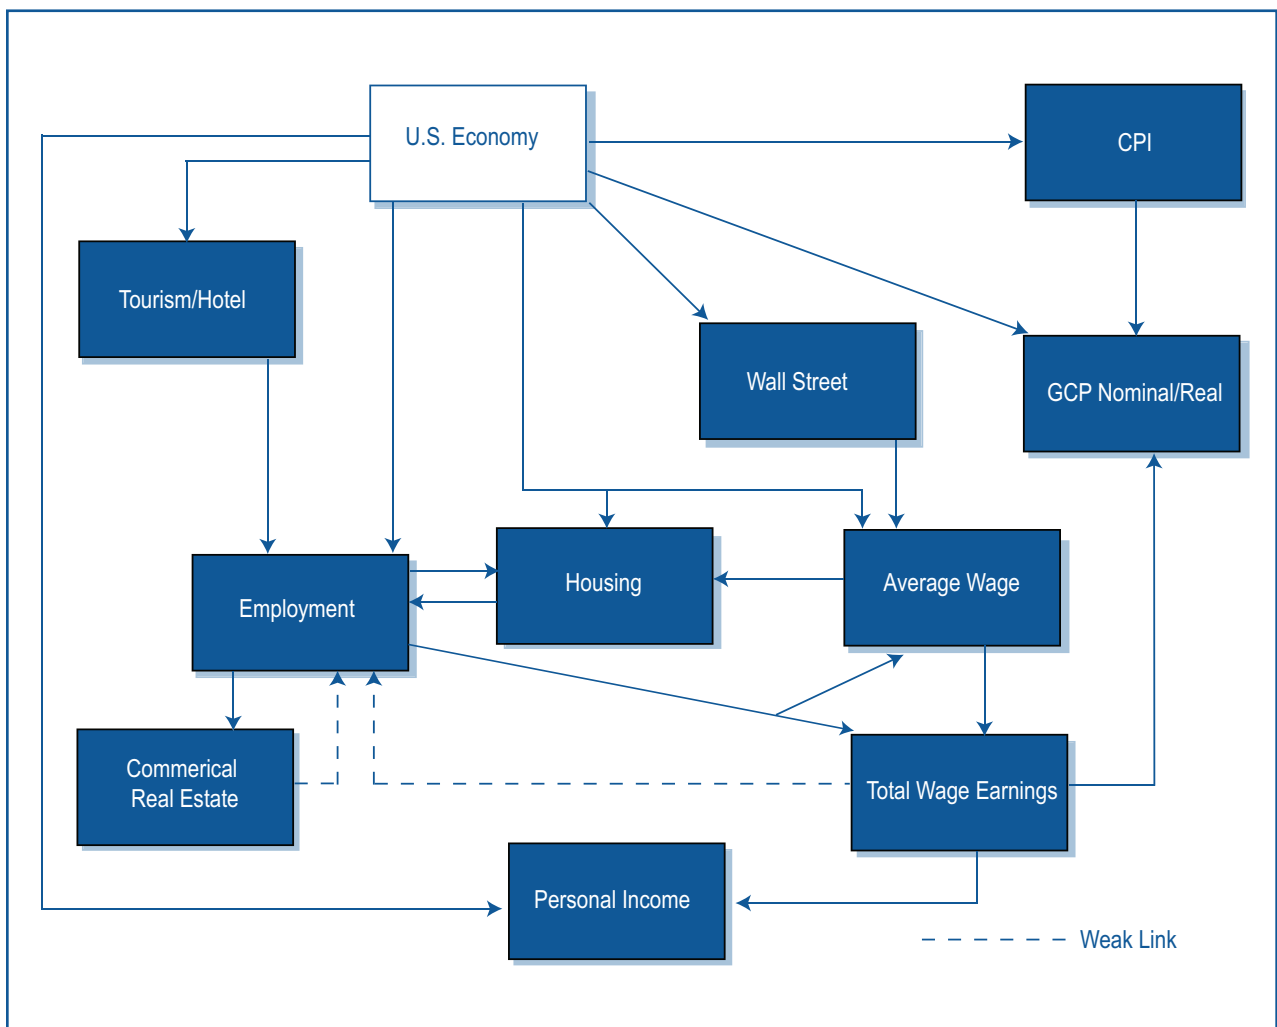 U.S. Economy
CPI
Tourism/Hotel
Wall Street
GCP Nominal/Real
Housing
Average Wage
Employment
Commerical
Real Estate
Total Wage Earnings
Personal Income
Weak Link